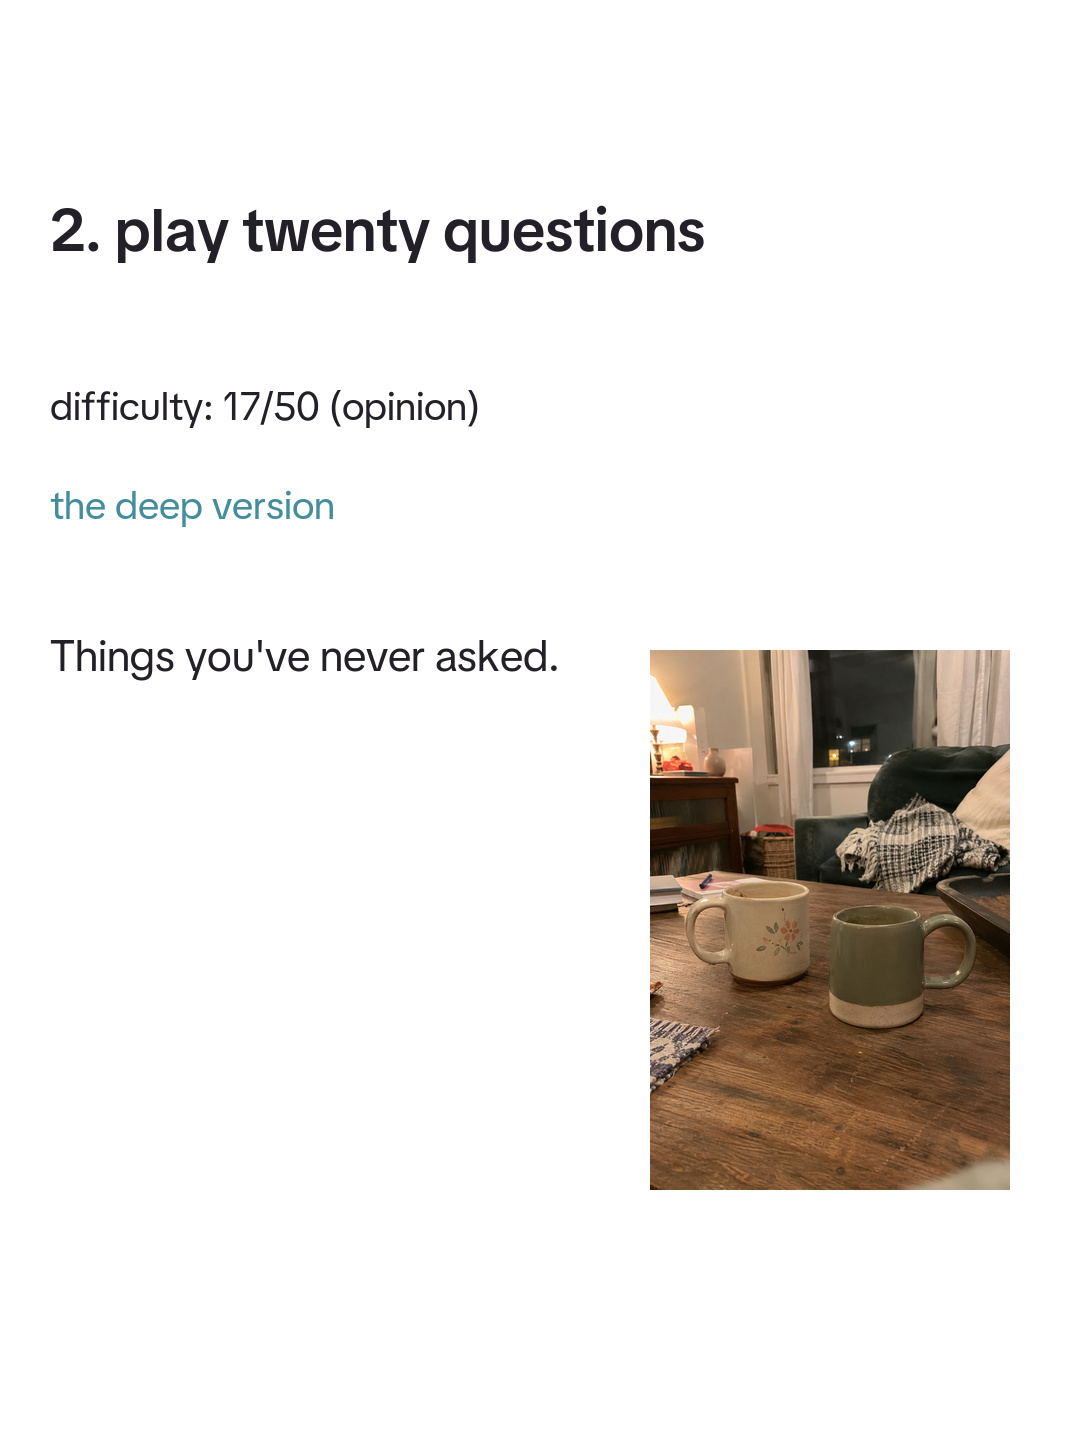 2. play twenty questions
difficulty: 17/50 (opinion)
the deep version
Things you've never asked.